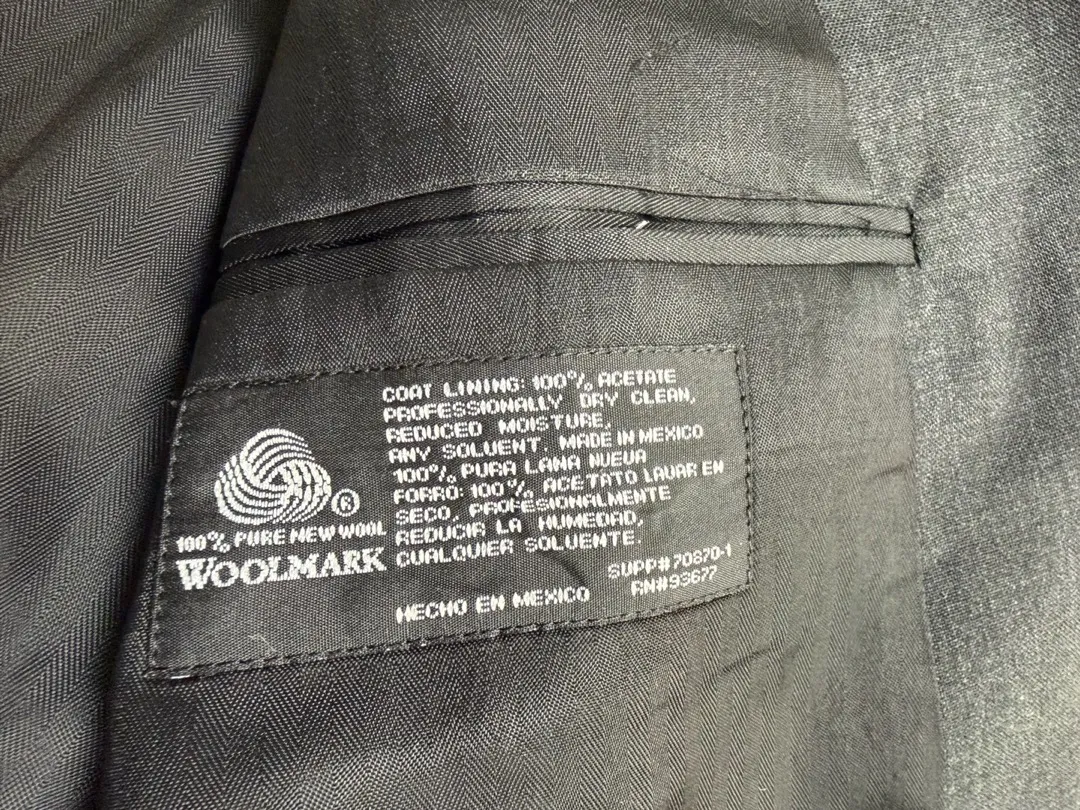 ®
100% PURE NEW WOOL
WOOLMARK
COAT LINING: 100% ACETATE
PROFESSIONALLY DRY CLEAN,
REDUCED MOISTURE,
ANY SOLVENT. MADE IN MEXICO
100% PURA LANA NUEVA
FORRO: 100% ACETATO LAVAR EN
SECO, PROFESIONALMENTE
REDUCIR LA HUMEDAD,
CUALQUIER SOLUENTE.
SUPP#70870-1
RN#93677
HECHO EN MEXICO